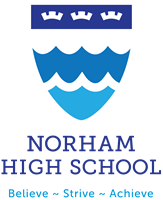 NORHAM
HIGH SCHOOL
Believe ~ Strive ~ Achieve